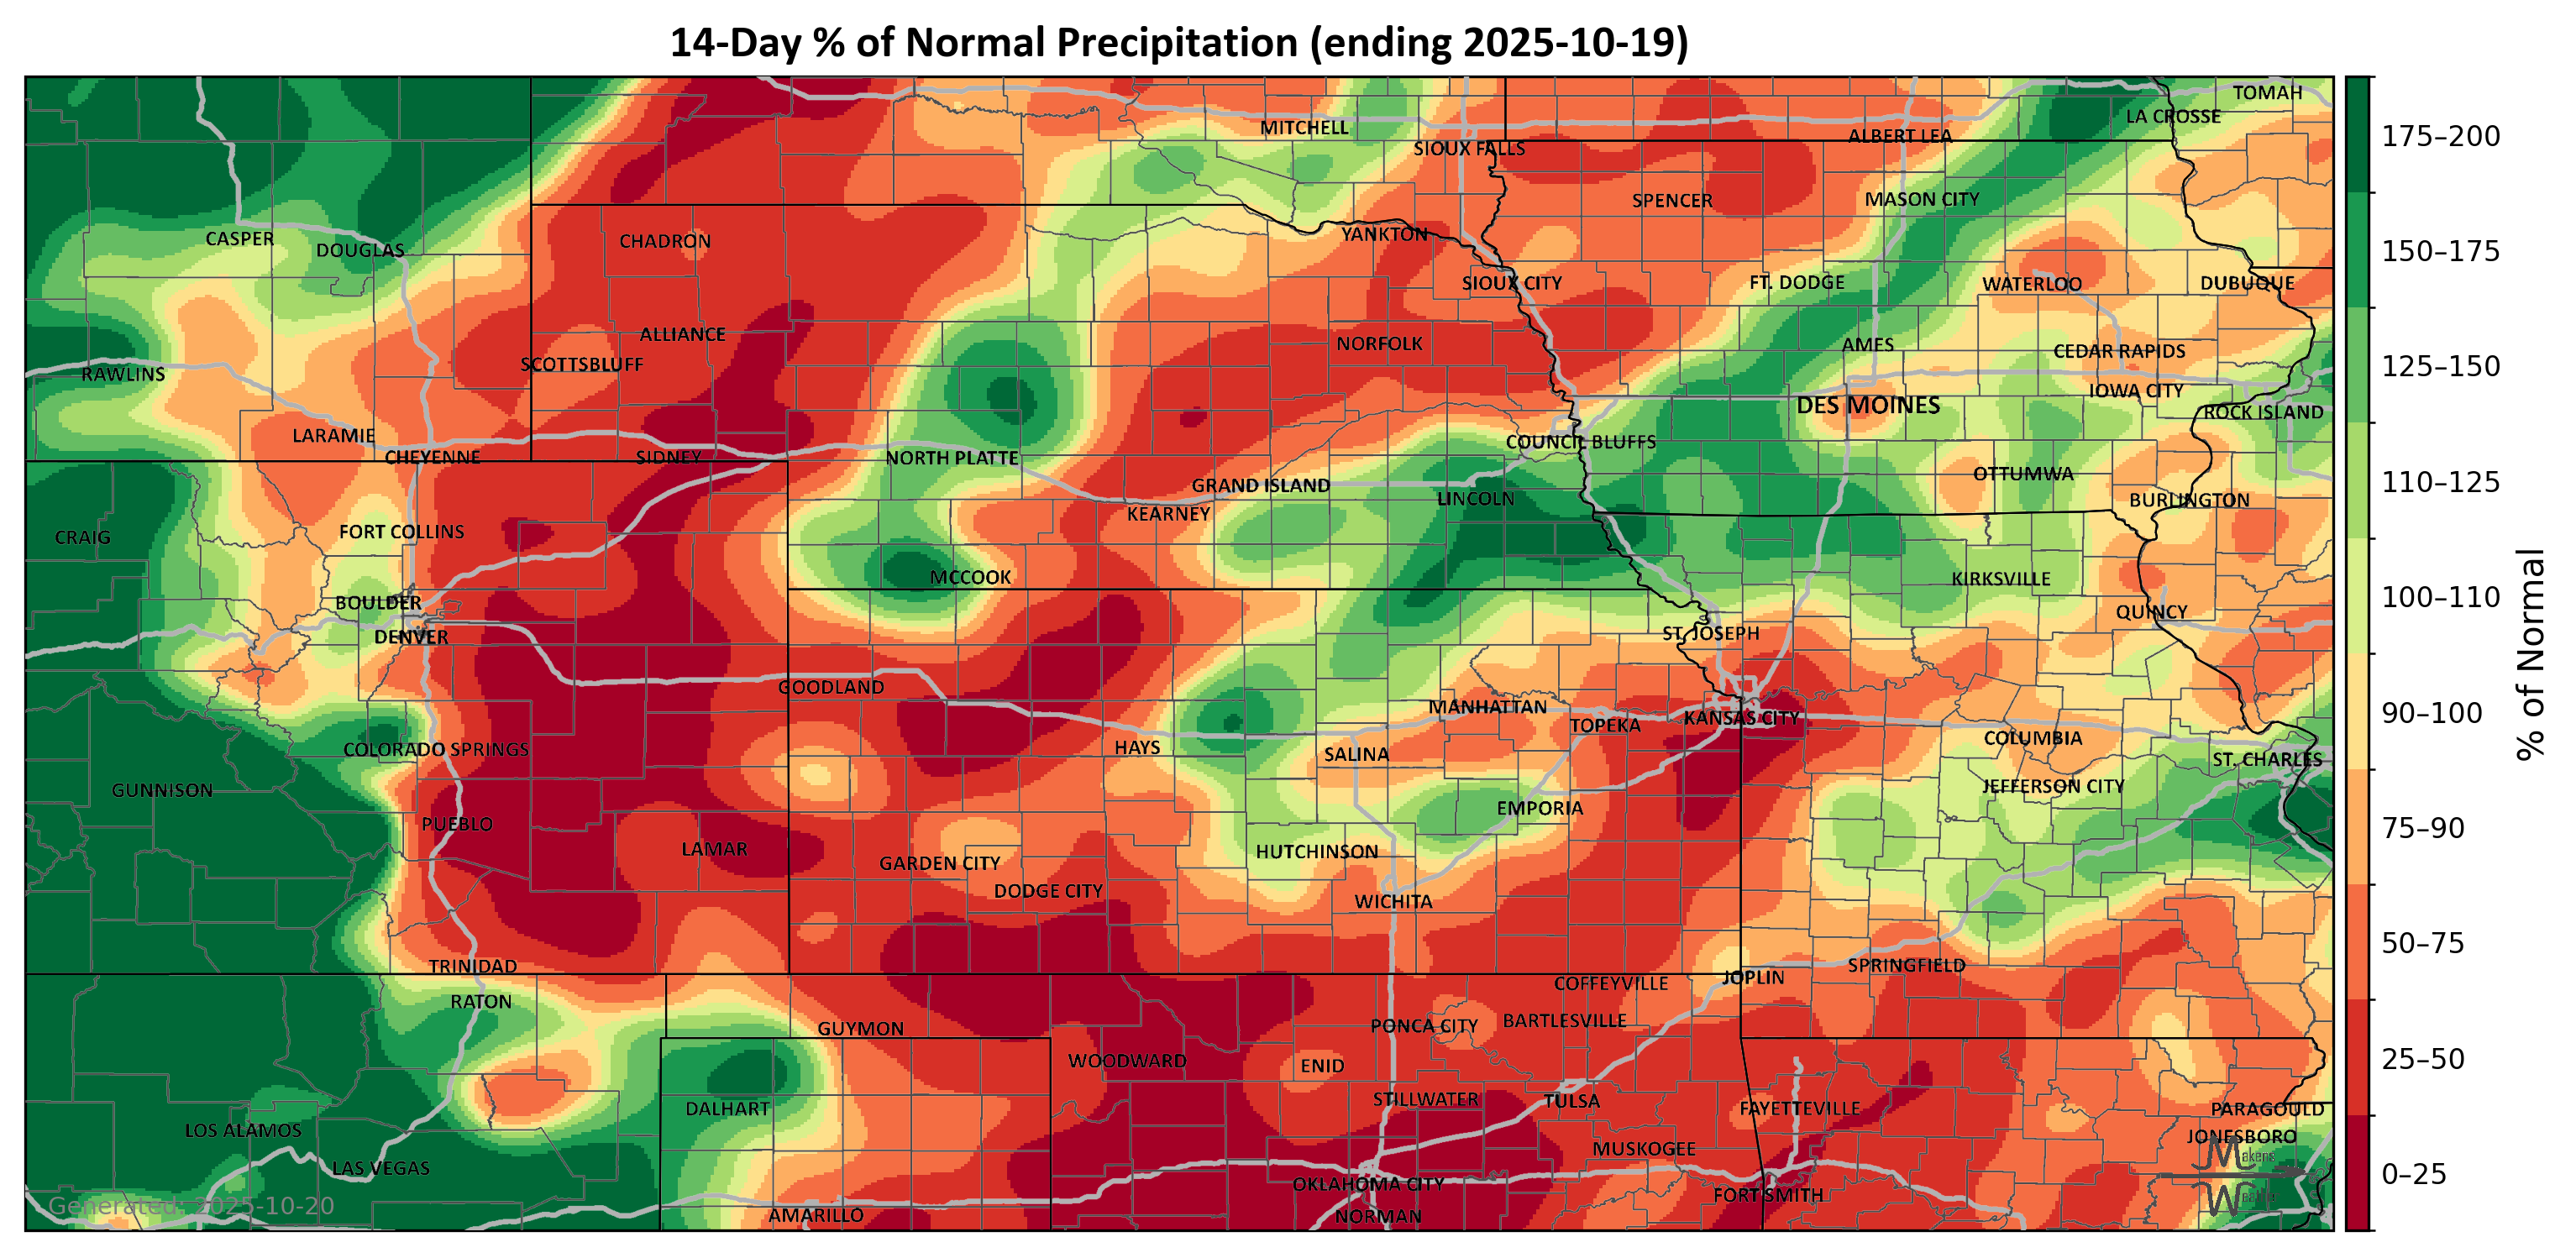 14-Day % of Normal Precipitation (ending 2025-10-19)
TOMAH
LA CROSSE
MITCHELL
ALBERT LEA
SIOUX FALLS
SPENCER
MASON CITY
CASPER
DOUGLAS
CHADRON
YANKTON
SIOUX CITY
FT. DODGE
WATERLOO
DUBUQUE
ALLIANCE
NORFOLK
AMES
CEDAR RAPIDS
SCOTTSBLUFF
RAWLINS
IOWA CITY
DES MOINES
ROCK ISLAND
LARAMIE
COUNCIL BLUFFS
CHEYENNE
SIDNEY
NORTH PLATTE
OTTUMWA
GRAND ISLAND
LINCOLN
BURLINGTON
KEARNEY
FORT COLLINS
CRAIG
MCCOOK
KIRKSVILLE
BOULDER
QUINCY
DENVER
ST. JOSEPH
GOODLAND
MANHATTAN
KANSAS CITY
TOPEKA
COLUMBIA
COLORADO SPRINGS
HAYS
SALINA
ST. CHARLES
GUNNISON
JEFFERSON CITY
EMPORIA
PUEBLO
LAMAR
HUTCHINSON
GARDEN CITY
DODGE CITY
WICHITA
TRINIDAD
SPRINGFIELD
JOPLIN
COFFEYVILLE
RATON
GUYMON
PONCA CITY
BARTLESVILLE
WOODWARD
ENID
STILLWATER
TULSA
DALHART
FAYETTEVILLE
PARAGOULD
LOS ALAMOS
JONESBORO
MUSKOGEE
Makens
LAS VEGAS
OKLAHOMA CITY
FORT SMITH
Generated: 2025-10-20
AMARILLO
NORMAN
175–200
150–175
125–150
110–125
100–110
90–100
75–90
50–75
25–50
0–25
% of Normal